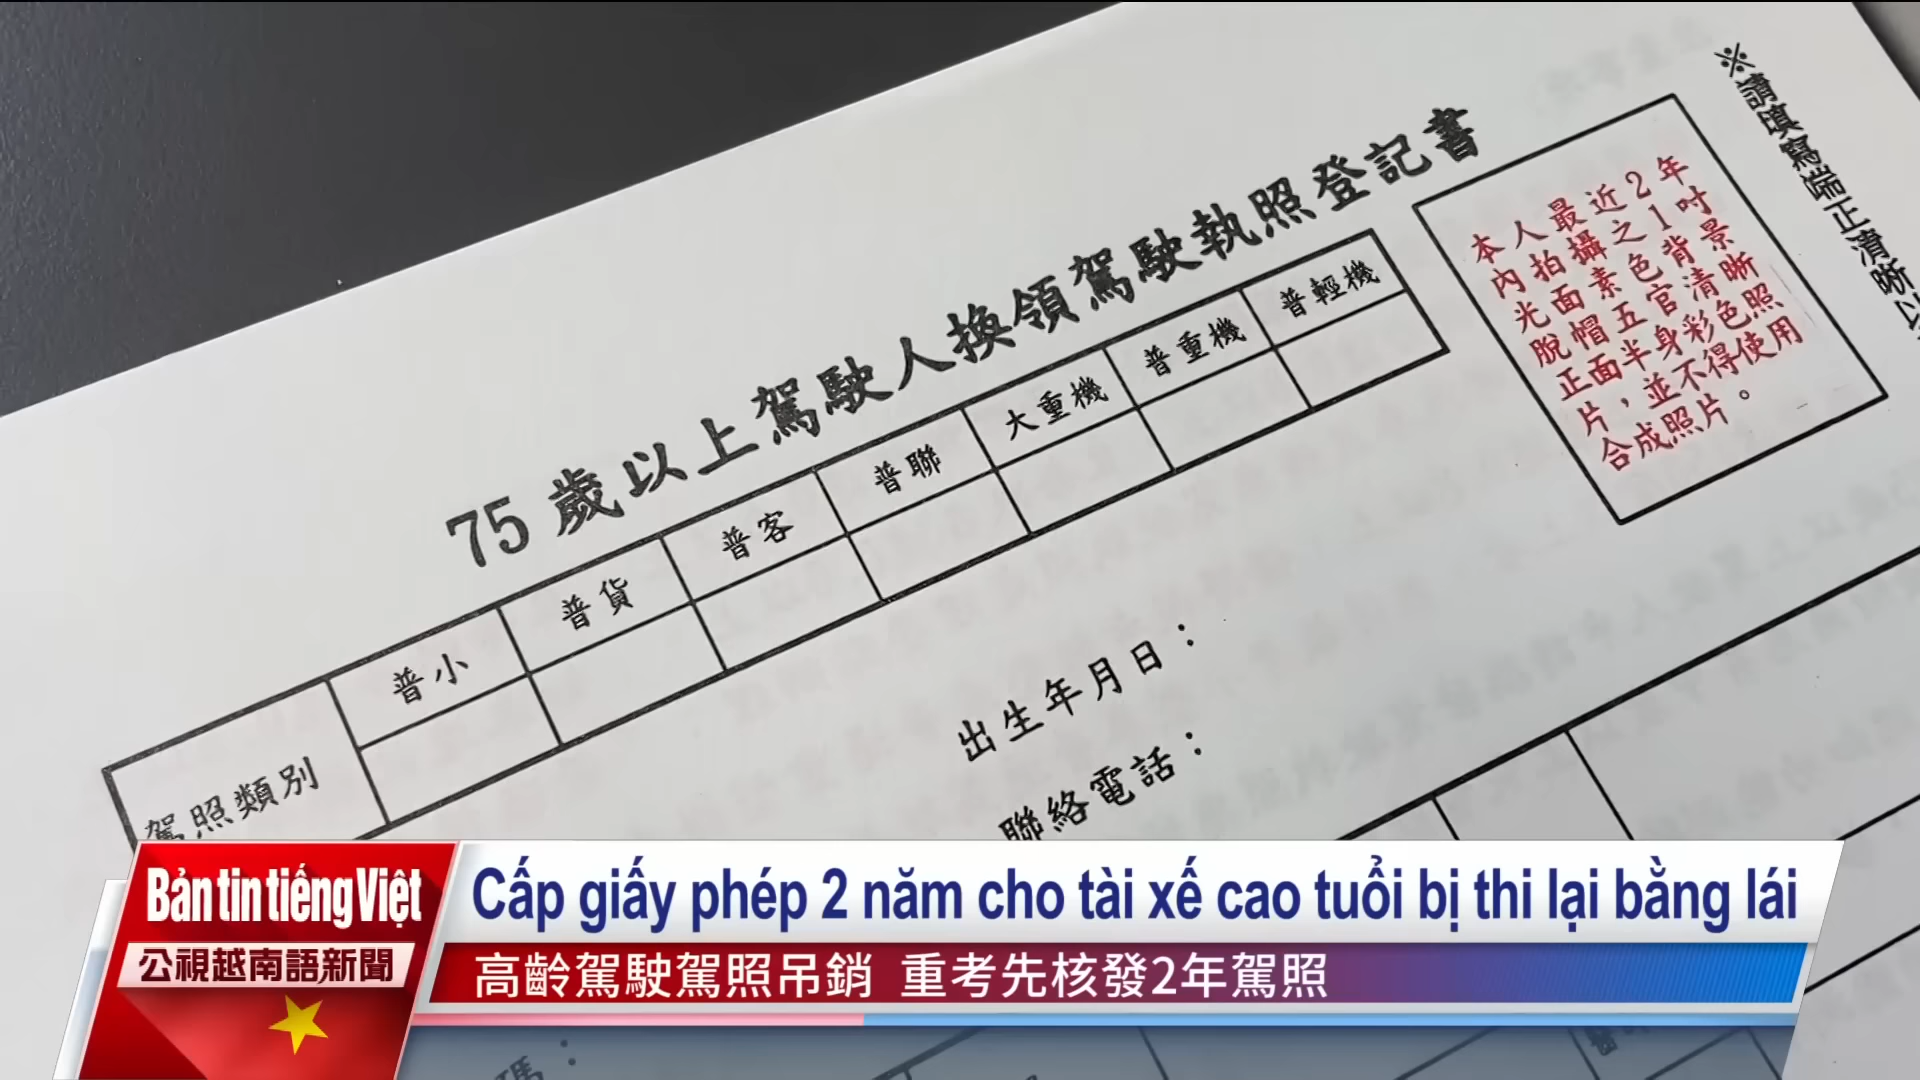 ※請填寫端正清晰以
75歲以上駕駛人換領駕駛執照登記書
本人最近2年
內拍攝之1吋
光面素色背景
脫帽五官清晰
正面半身彩色照
片，並不得使用
合成照片。
駕照類別
普小
普貨
普客
普聯
大重機
普重機
普輕機
出生年月日：
聯絡電話：
Bản tin tiếng Việt
公視越南語新聞
Cấp giấy phép 2 năm cho tài xế cao tuổi bị thi lại bằng lái
高齡駕駛駕照吊銷 重考先核發2年駕照
碼：